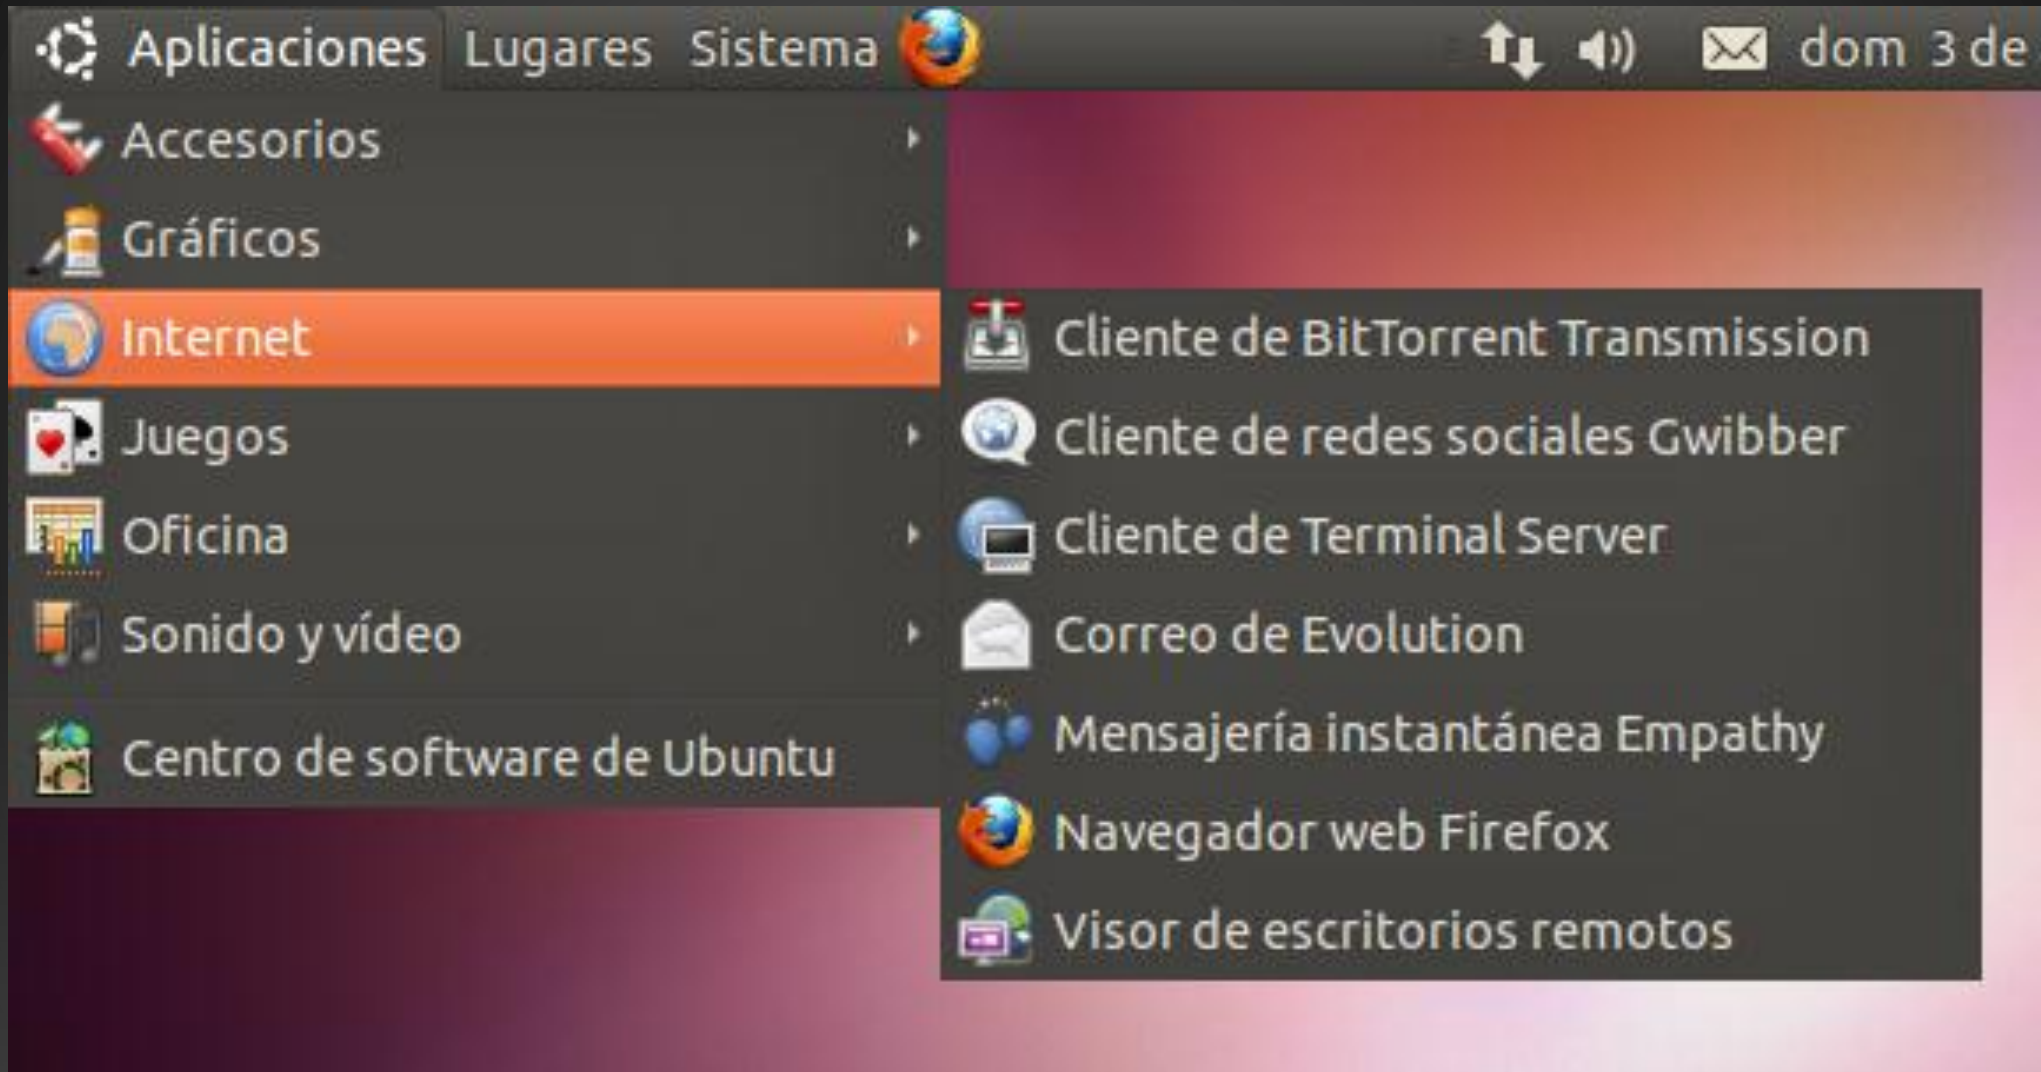 Aplicaciones Lugares Sistema dom 3 de
Accesorios
Gráficos
Internet
Juegos
Oficina
Sonido y vídeo
Centro de software de Ubuntu
Cliente de BitTorrent Transmission
Cliente de redes sociales Gwibber
Cliente de Terminal Server
Correo de Evolution
Mensajería instantánea Empathy
Navegador web Firefox
Visor de escritorios remotos